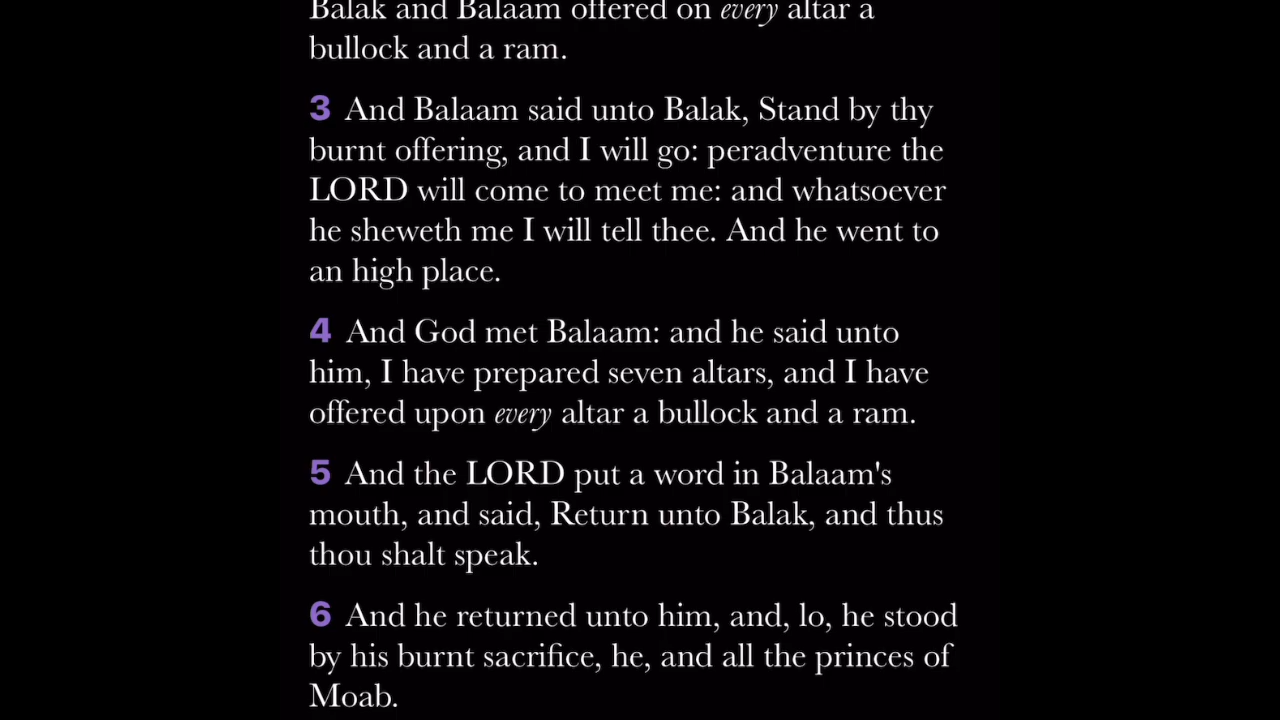 Balak and Balaam offered on every altar a
bullock and a ram.
3 And Balaam said unto Balak, Stand by thy
burnt offering, and I will go: peradventure the
LORD will come to meet me: and whatsoever
he sheweth me I will tell thee. And he went to
an high place.
4 And God met Balaam: and he said unto
him, I have prepared seven altars, and I have
offered upon every altar a bullock and a ram.
5 And the LORD put a word in Balaam's
mouth, and said, Return unto Balak, and thus
thou shalt speak.
6 And he returned unto him, and, lo, he stood
by his burnt sacrifice, he, and all the princes of
Moab.